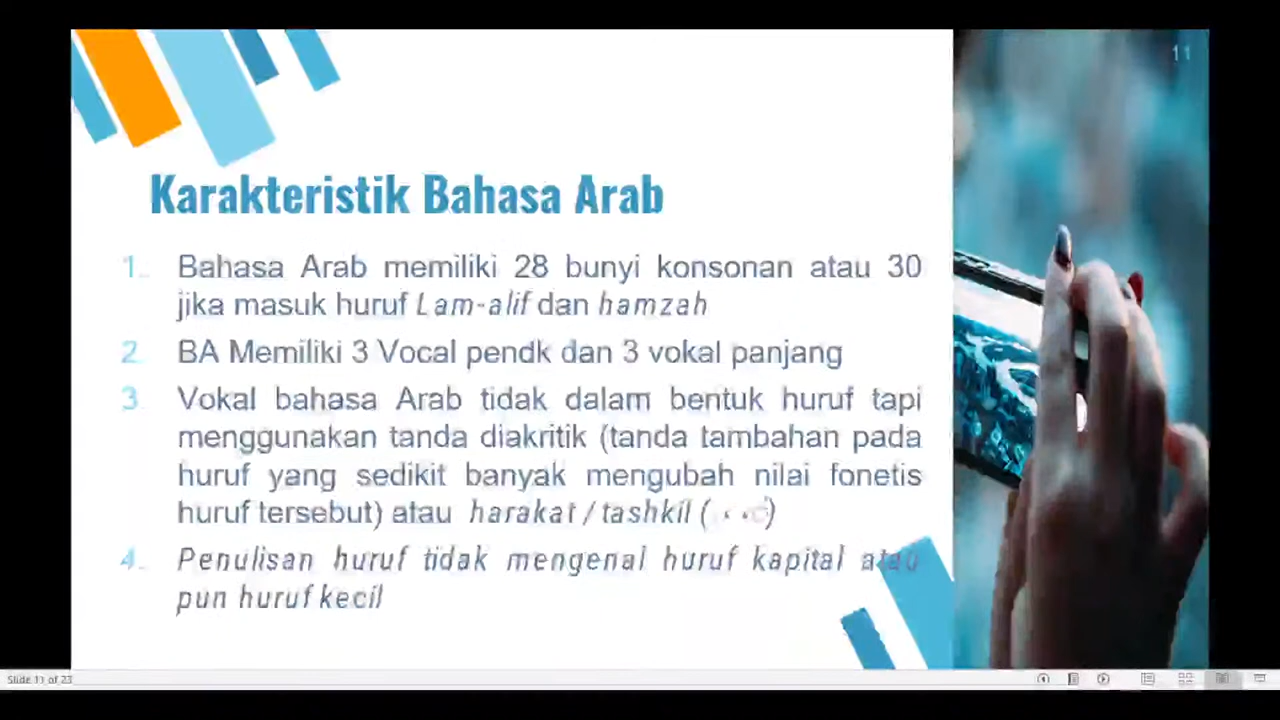 11
Karakteristik Bahasa Arab
1. Bahasa Arab memiliki 28 bunyi konsonan atau 30
jika masuk huruf Lam-alif dan hamzah
2. BA Memiliki 3 Vocal pendk dan 3 vokal panjang
3. Vokal bahasa Arab tidak dalam bentuk huruf tapi
menggunakan tanda diakritik (tanda tambahan pada
huruf yang sedikit banyak mengubah nilai fonetis
huruf tersebut) atau harakat / tashkil (
4. Penulisan huruf tidak mengenal huruf kapital atau
pun huruf kecil
Slide 11 of 23